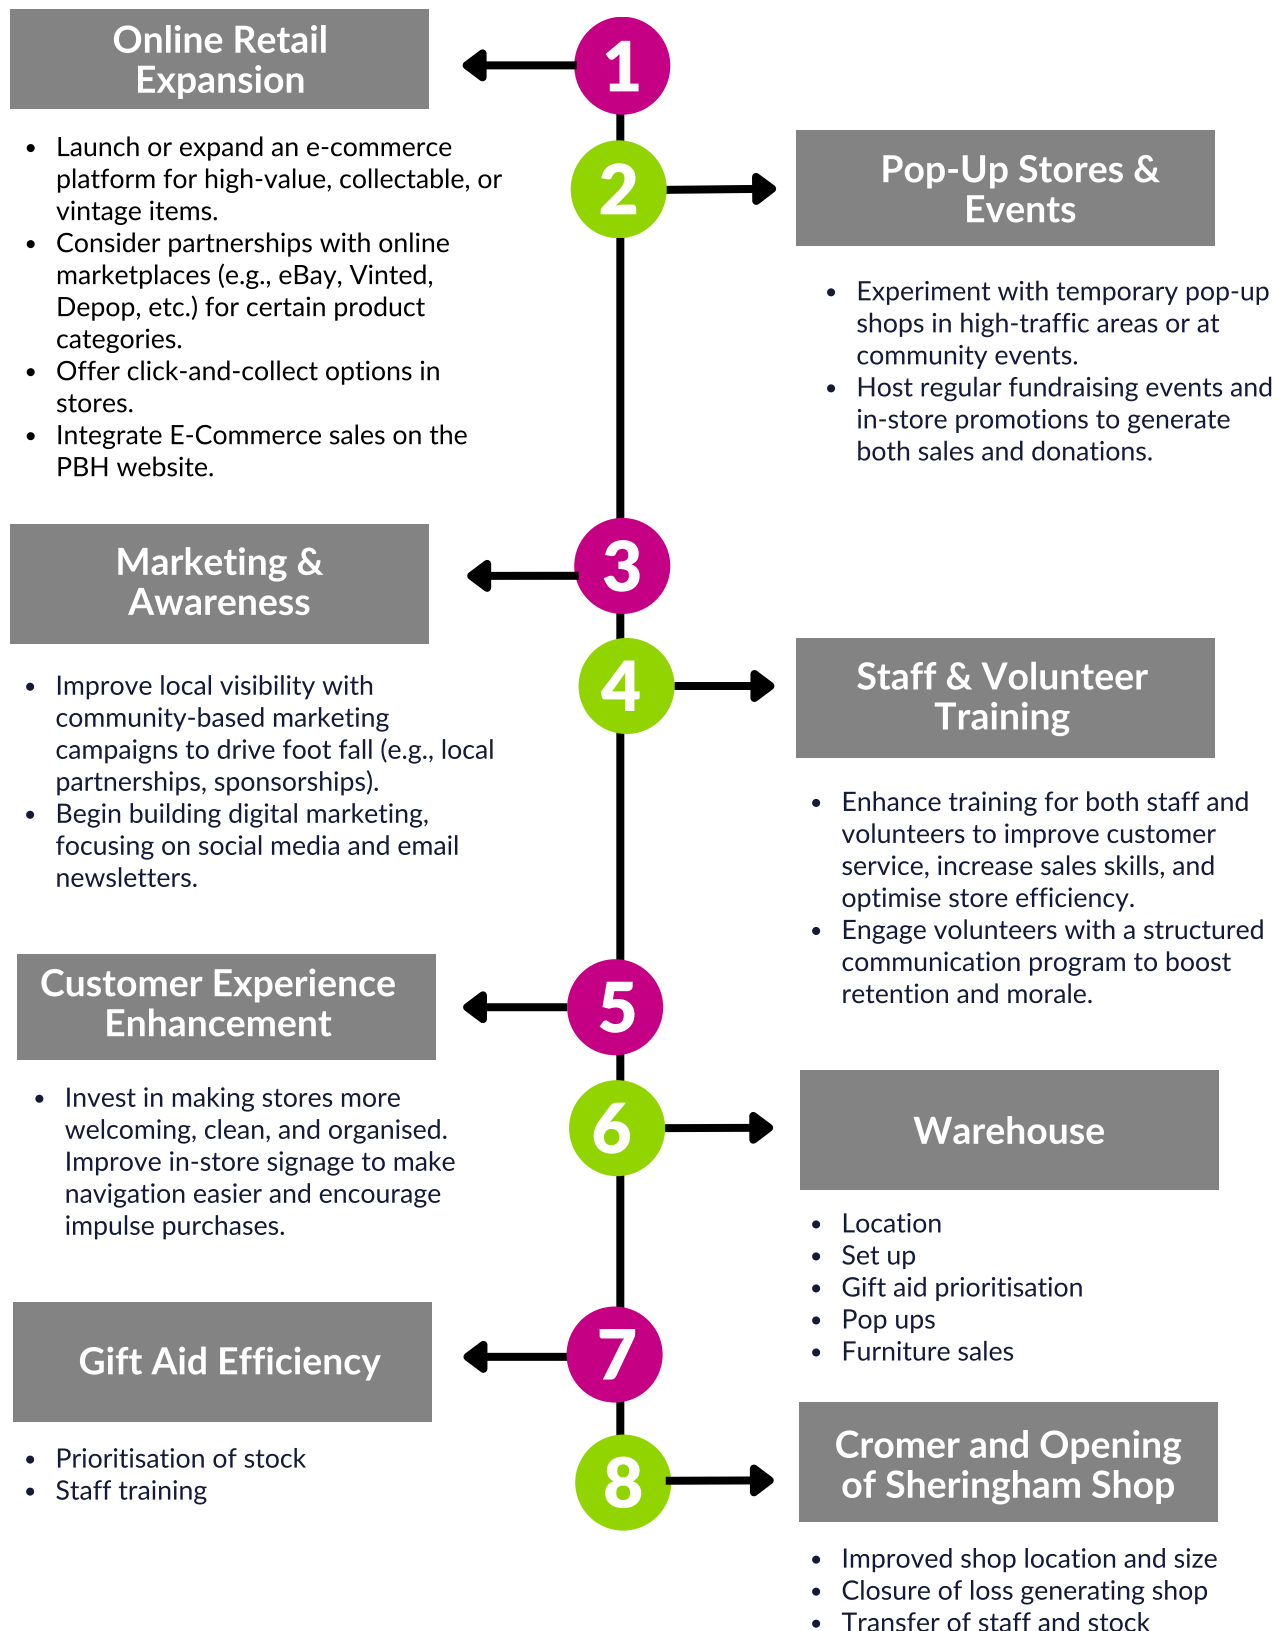 1
Online Retail
Expansion
• Launch or expand an e-commerce
platform for high-value, collectable, or
vintage items.
• Consider partnerships with online
marketplaces (e.g., eBay, Vinted,
Depop, etc.) for certain product
categories.
• Offer click-and-collect options in
stores.
• Integrate E-Commerce sales on the
PBH website.
2
Pop-Up Stores &
Events
• Experiment with temporary pop-up
shops in high-traffic areas or at
community events.
• Host regular fundraising events and
in-store promotions to generate
both sales and donations.
3
Marketing &
Awareness
• Improve local visibility with
community-based marketing
campaigns to drive foot fall (e.g., local
partnerships, sponsorships).
• Begin building digital marketing,
focusing on social media and email
newsletters.
4
Staff & Volunteer
Training
• Enhance training for both staff and
volunteers to improve customer
service, increase sales skills, and
optimise store efficiency.
• Engage volunteers with a structured
communication program to boost
retention and morale.
5
Customer Experience
Enhancement
• Invest in making stores more
welcoming, clean, and organised.
Improve in-store signage to make
navigation easier and encourage
impulse purchases.
6
Warehouse
• Location
• Set up
• Gift aid prioritisation
• Pop ups
• Furniture sales
7
Gift Aid Efficiency
• Prioritisation of stock
• Staff training
8
Cromer and Opening
of Sheringham Shop
• Improved shop location and size
• Closure of loss generating shop
• Transfer of staff and stock